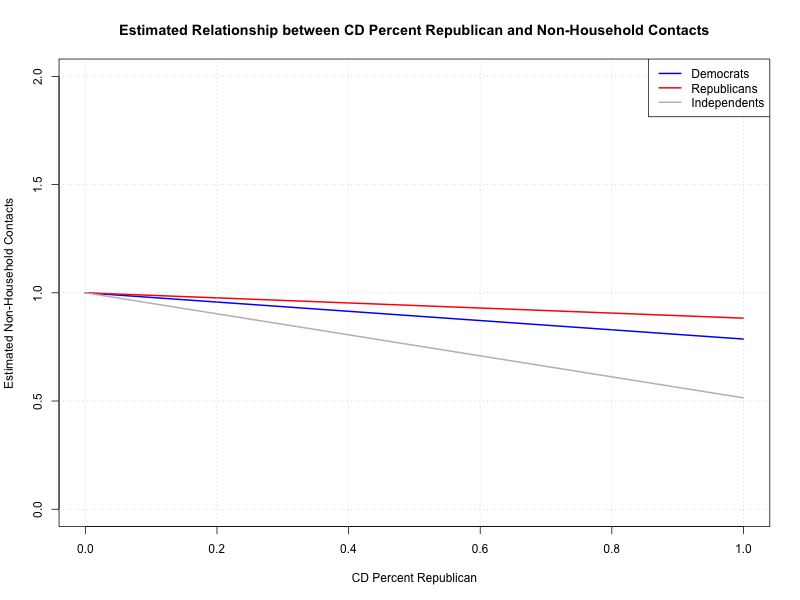 Estimated Relationship between CD Percent Republican and Non-Household Contacts
Democrats
Republicans
Independents
Estimated Non-Household Contacts
2.0
1.5
1.0
0.5
0.0
0.0 0.2 0.4 0.6 0.8 1.0
CD Percent Republican